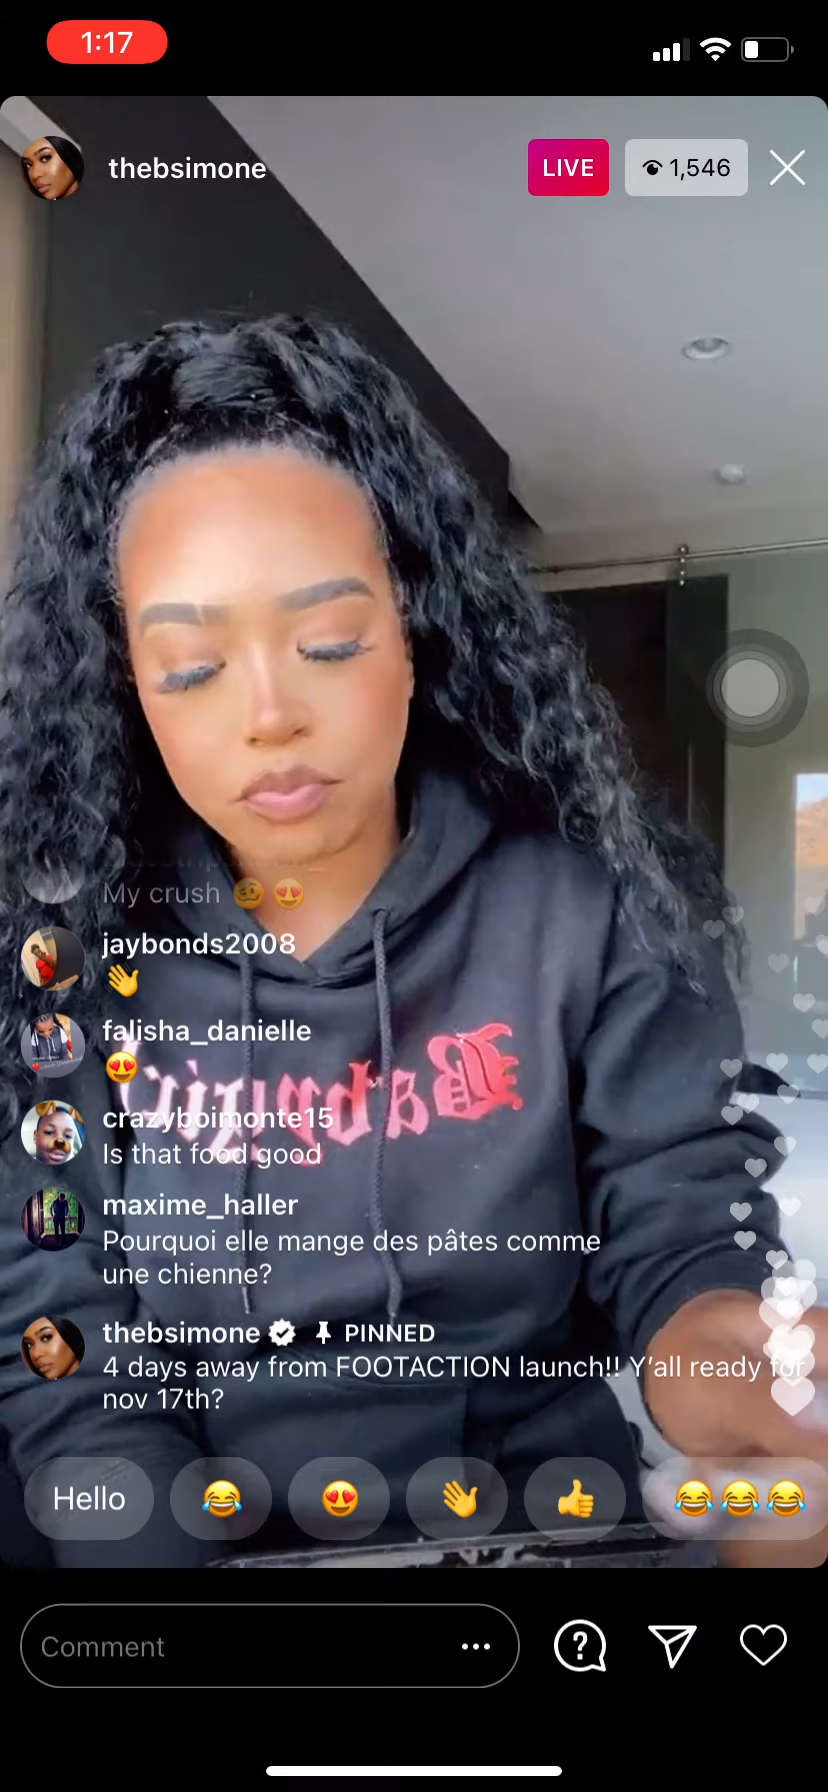 1:17
thebsimone
LIVE
1,546
My crush 🥴 😍
jaybonds2008
👋
falisha_danielle
😍
crazyboimonte15
Is that food good
maxime_haller
Pourquoi elle mange des pâtes comme
une chienne?
thebsimone PINNED
4 days away from FOOTACTION launch!! Y’all ready for
nov 17th?
Hello 😂 😍 👋 👍 😂😂😂
Comment